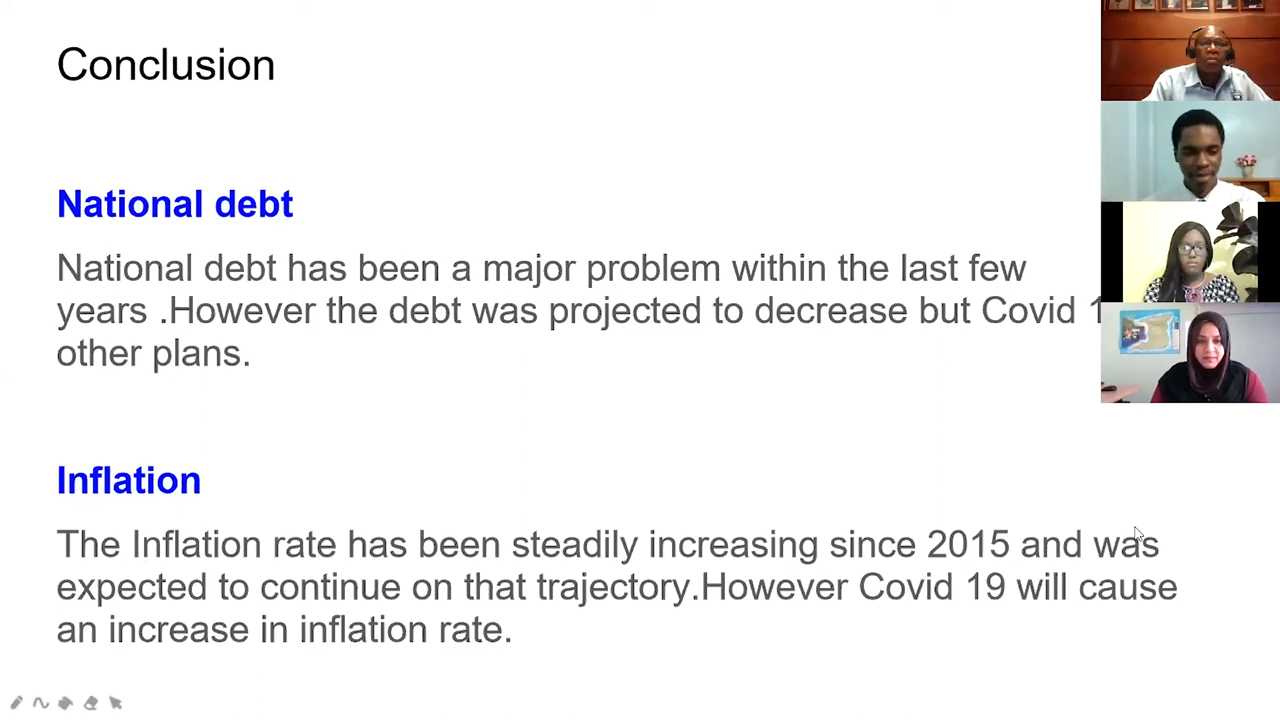 Conclusion
National debt
National debt has been a major problem within the last few
years .However the debt was projected to decrease but Covid
other plans.
Inflation
The Inflation rate has been steadily increasing since 2015 and was
expected to continue on that trajectory.However Covid 19 will cause
an increase in inflation rate.